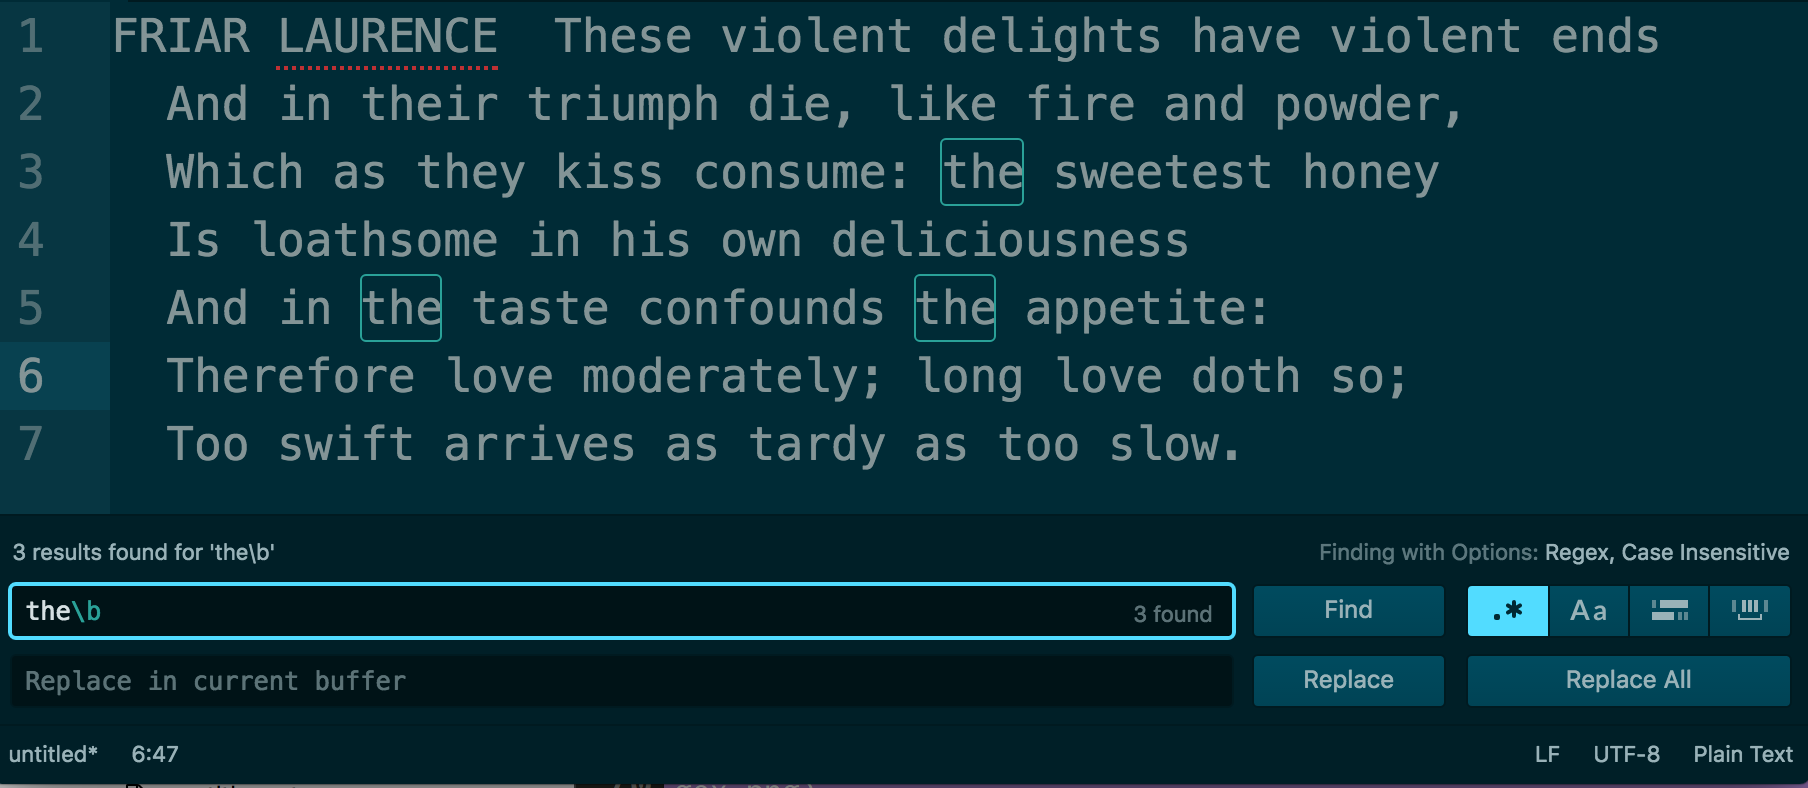 1 FRIAR LAURENCE  These violent delights have violent ends
2 And in their triumph die, like fire and powder,
3 Which as they kiss consume: the sweetest honey
4 Is loathsome in his own deliciousness
5 And in the taste confounds the appetite:
6 Therefore love moderately; long love doth so;
7 Too swift arrives as tardy as too slow.
3 results found for 'the\b' Finding with Options: Regex, Case Insensitive
the\b 3 found Find .* Aa
Replace in current buffer Replace Replace All
untitled* 6:47 LF UTF-8 Plain Text